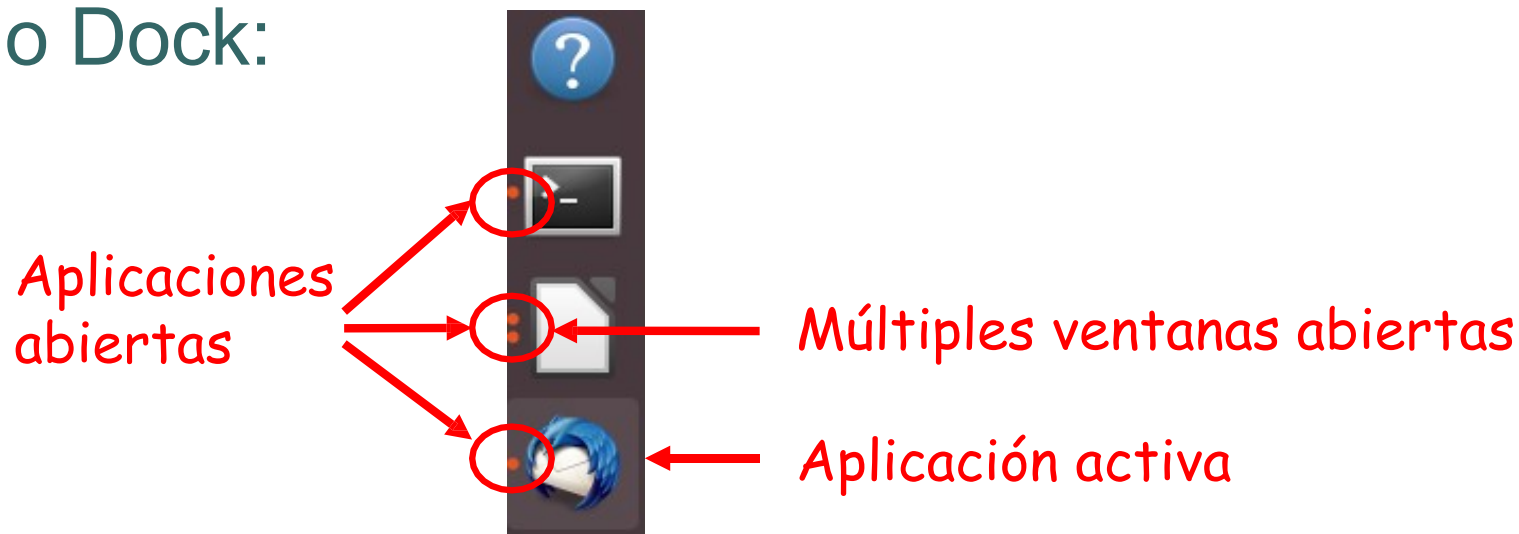 o Dock:
?
>_
Aplicaciones
abiertas
Múltiples ventanas abiertas
Aplicación activa